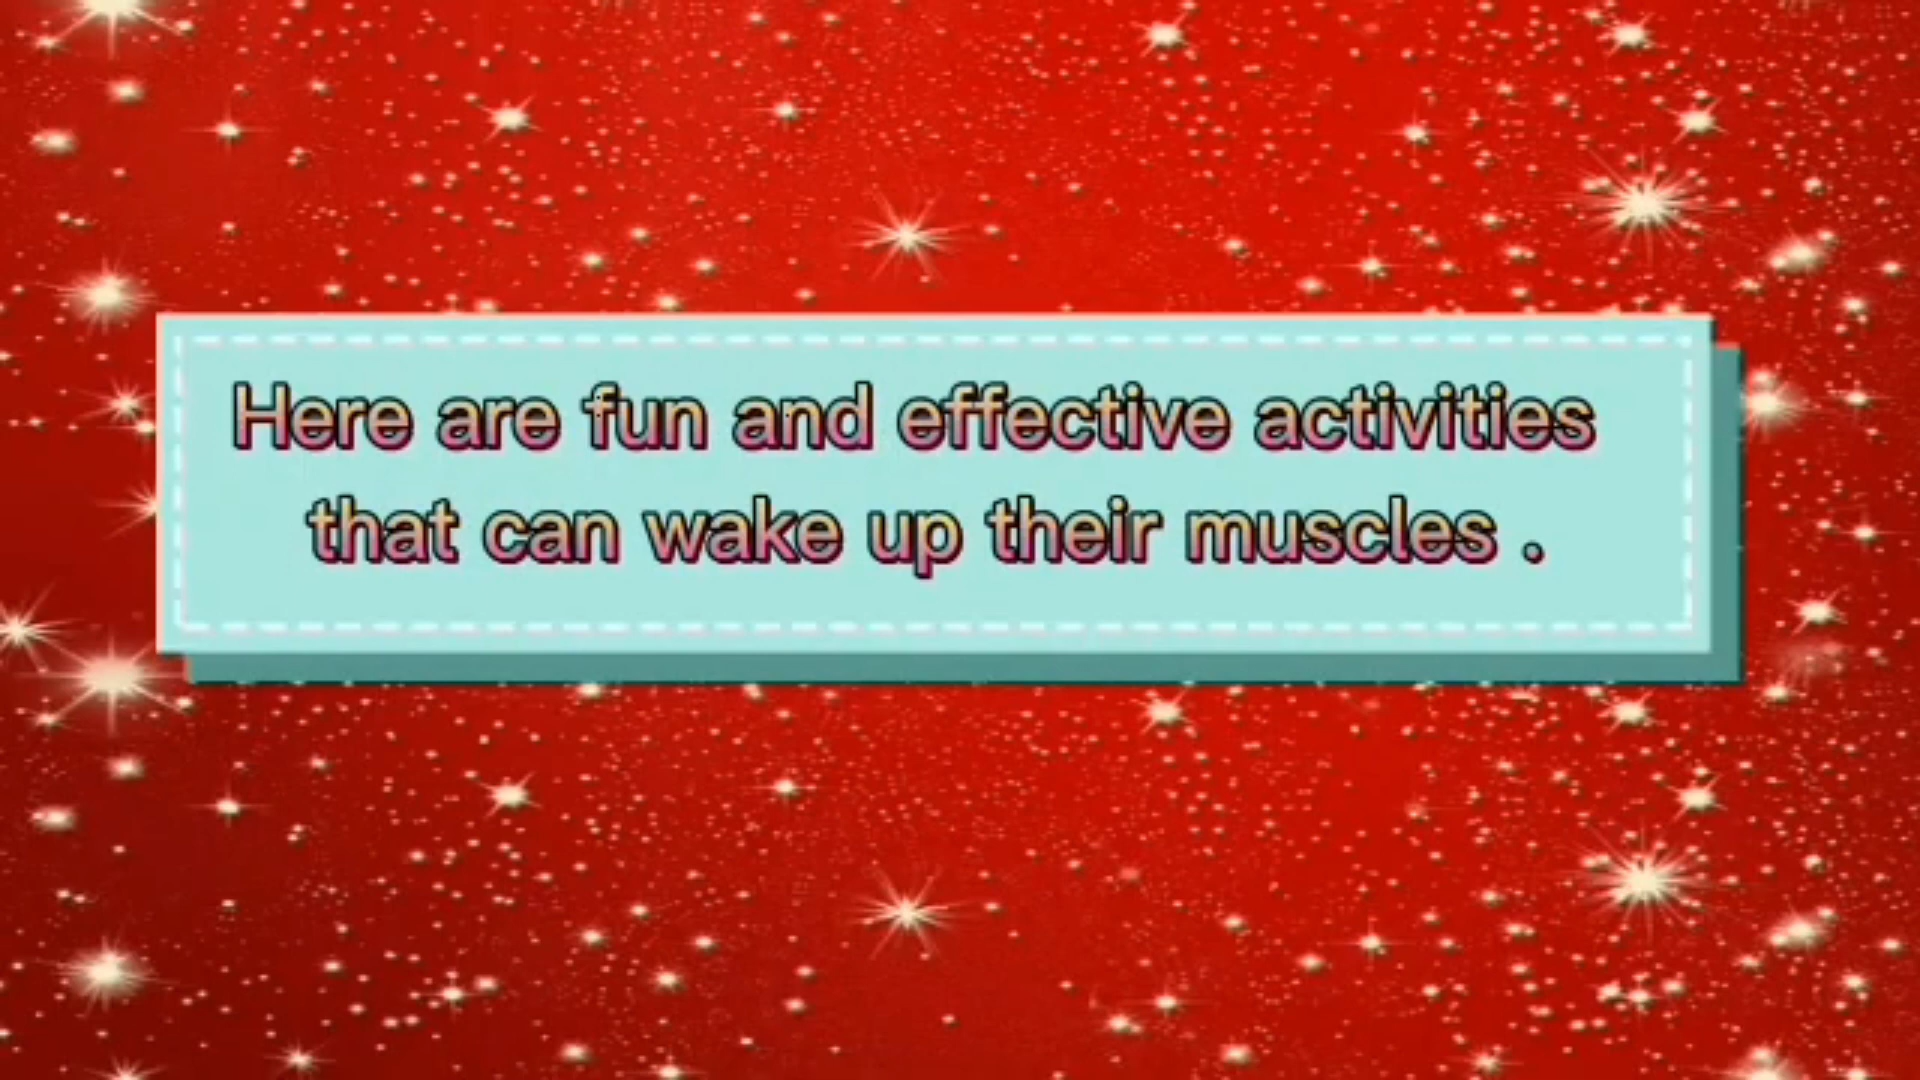 Here are fun and effective activities
that can wake up their muscles .